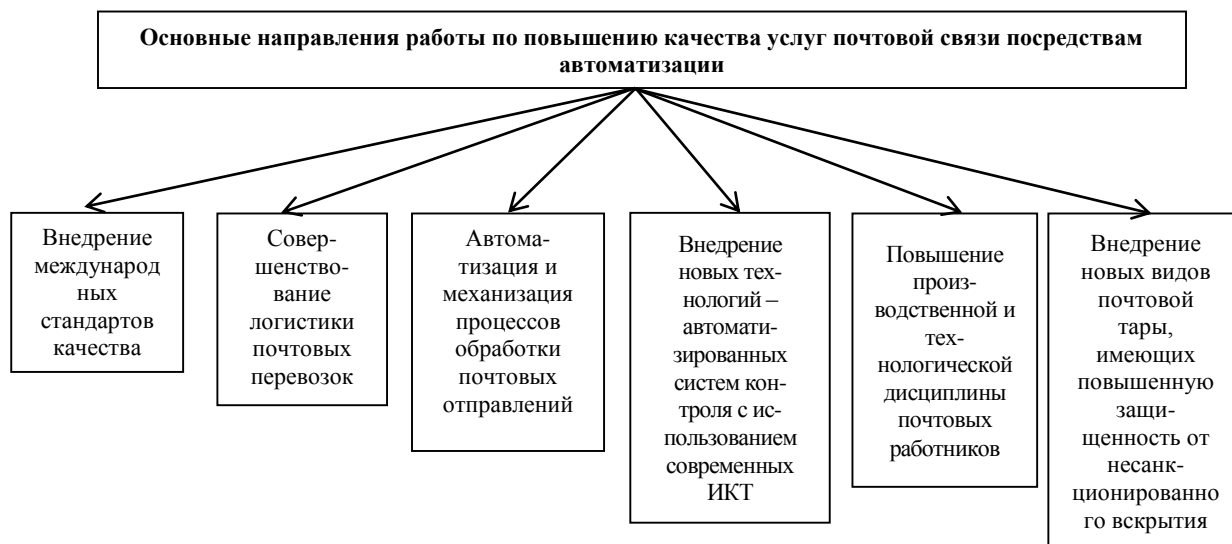 Основные направления работы по повышению качества услуг почтовой связи посредствам
автоматизации
Внедрение
международ
ных
стандартов
качества
Совер-
шенство-
вание
логистики
почтовых
перевозок
Автома-
тизация и
механизация
процессов
обработки
почтовых
отправлений
Внедрение
новых тех-
нологий –
автомати-
зированных
систем кон-
троля с ис-
пользованием
современных
ИКТ
Повышение
произ-
водственной и
тех-
нологической
дисциплины
почтовых
работников
Внедрение
новых видов
почтовой
тары,
имеющих
повышенную
защи-
щенность от
несанк-
ционированно
го вскрытия